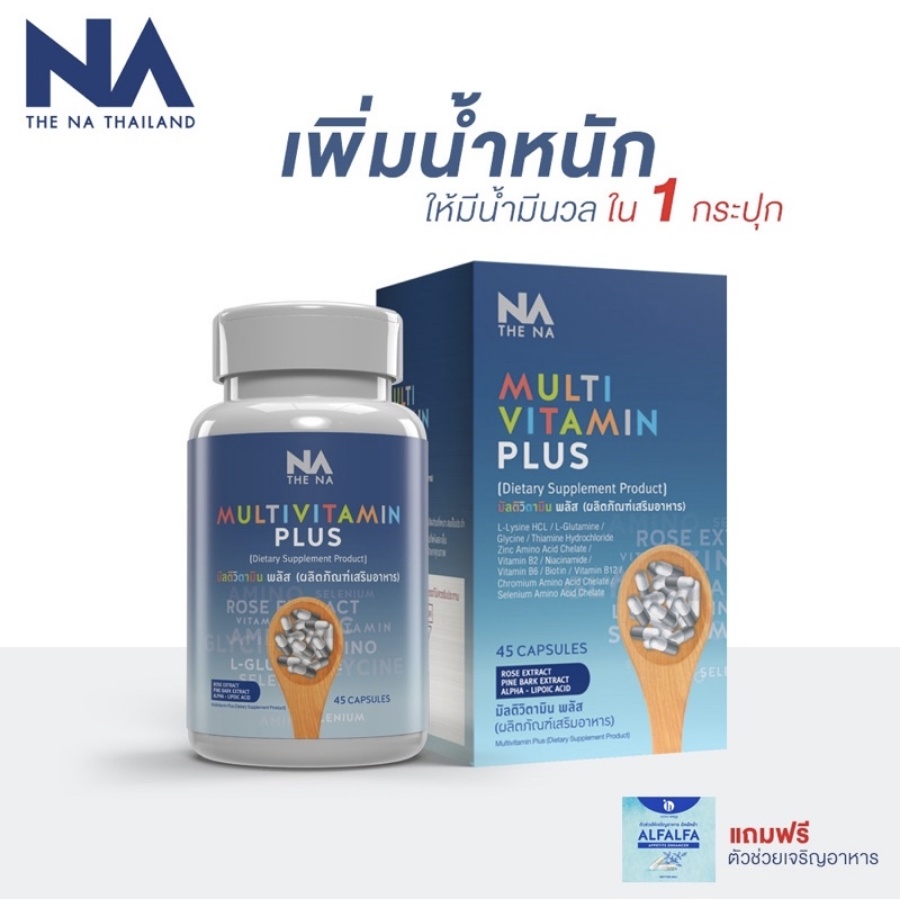 NA
THE NA THAILAND
เพิ่มน้ำหนัก
ให้มีน้ำมีนวล ใน 1 กระปุก
NA
THE NA
MULTIVITAMIN
PLUS
(Dietary Supplement Product)
มัลติวิตามิน พลัส (ผลิตภัณฑ์เสริมอาหาร)
SELENIUM
ROSE EXTRACT
ROSE EXTRACT
PINE BARK EXTRACT
ALPHA - LIPOIC ACID
45 CAPSULES
Multivitamin Plus (Dietary Supplement Product)
NA
THE NA
MULTI
VITAMIN
PLUS
(Dietary Supplement Product)
มัลติวิตามิน พลัส (ผลิตภัณฑ์เสริมอาหาร)
L-Lysine HCL / L-Glutamine /
Glycine / Thiamine Hydrochloride
Zinc Amino Acid Chelate /
Vitamin B2 / Niacinamide /
Vitamin B6 / Biotin / Vitamin B12 /
Chromium Amino Acid Chelate /
Selenium Amino Acid Chelate
45 CAPSULES
ROSE EXTRACT
PINE BARK EXTRACT
ALPHA - LIPOIC ACID
มัลติวิตามิน พลัส
(ผลิตภัณฑ์เสริมอาหาร)
Multivitamin Plus (Dietary Supplement Product)
ALFALFA
APPETITE ENHANCER
แถมฟรี
ตัวช่วยเจริญอาหาร